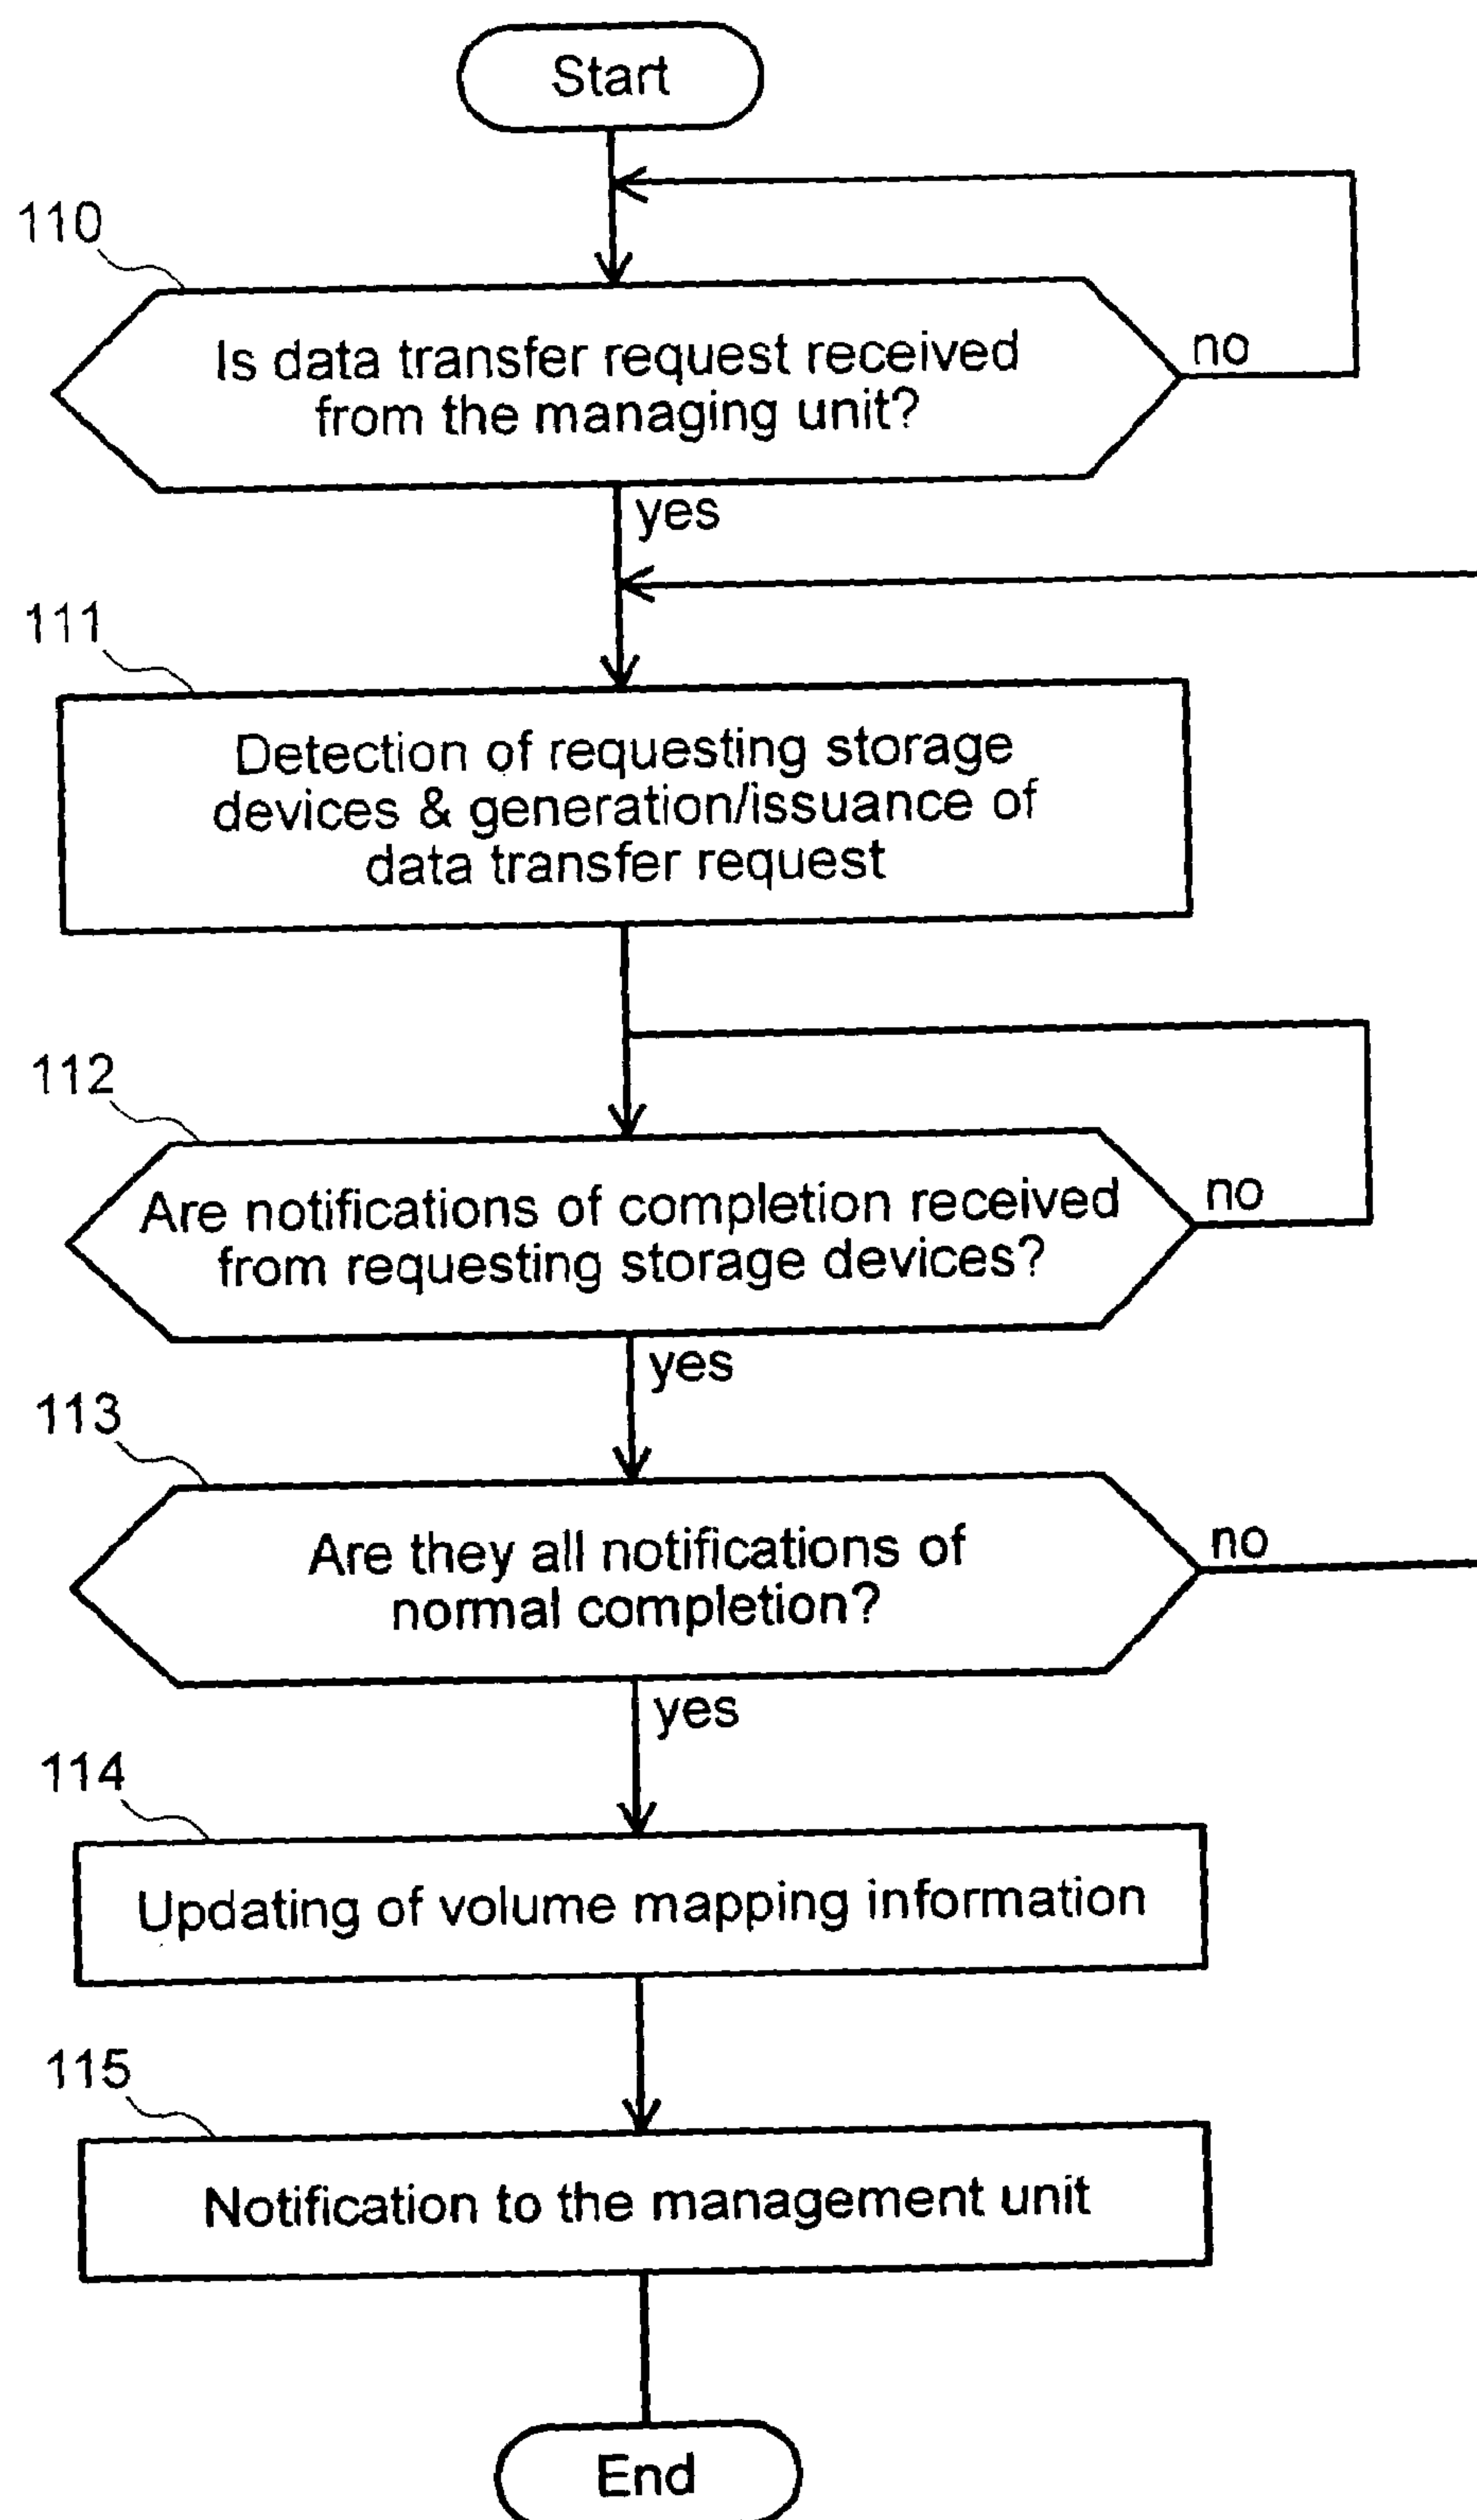 Start
110
Is data transfer request received
from the managing unit?
no
yes
111
Detection of requesting storage
devices & generation/issuance of
data transfer request
112
Are notifications of completion received
from requesting storage devices?
no
yes
113
Are they all notifications of
normal completion?
no
yes
114
Updating of volume mapping information
115
Notification to the management unit
End